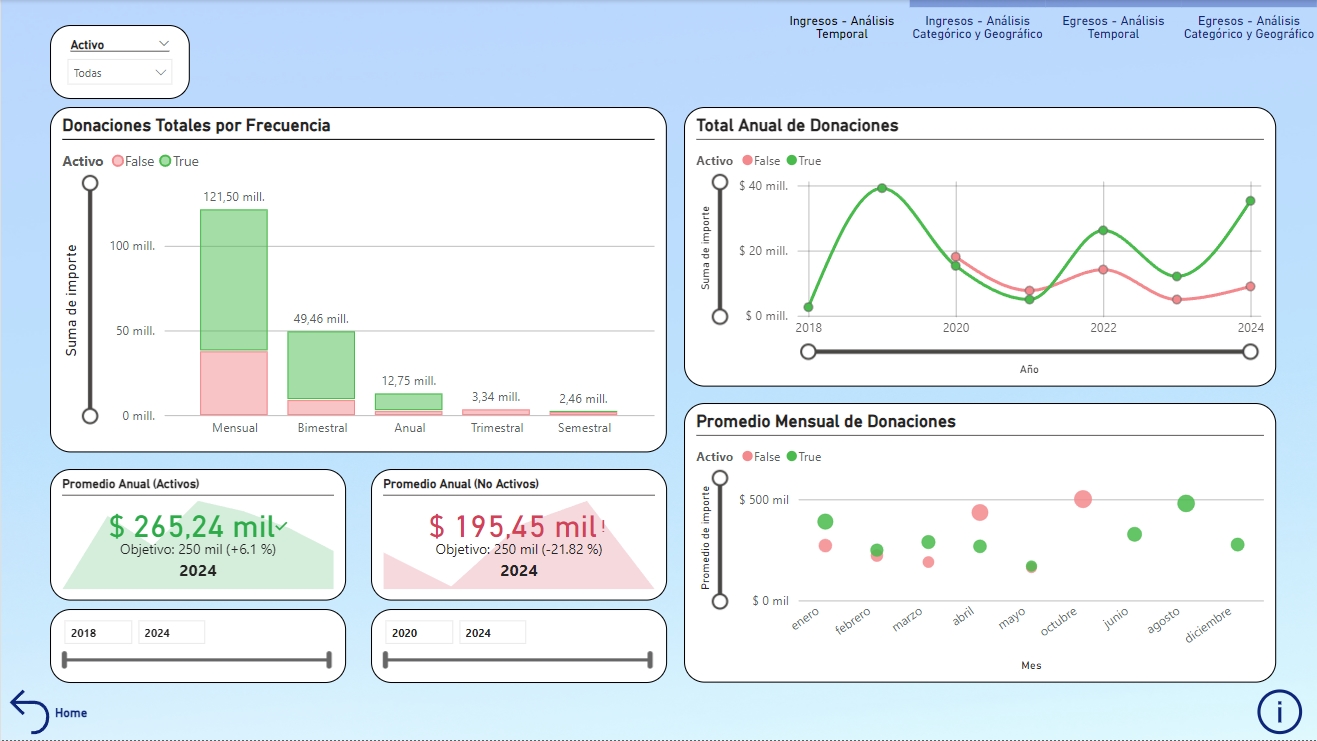 Ingresos - Análisis
Temporal
Ingresos - Análisis
Categórico y Geográfico
Egresos - Análisis
Temporal
Egresos - Análisis
Categórico y Geográfico
Activo
Todas
Donaciones Totales por Frecuencia
Activo False True
Suma de importe
121,50 mill.
100 mill.
49,46 mill.
50 mill.
12,75 mill.
3,34 mill.
2,46 mill.
0 mill.
Mensual Bimestral Anual Trimestral Semestral
Total Anual de Donaciones
Activo False True
Suma de importe
$ 40 mill.
$ 20 mill.
$ 0 mill.
2018 2020 2022 2024
Año
Promedio Anual (Activos)
$ 265,24 mil
Objetivo: 250 mil (+6.1 %)
2024
Promedio Anual (No Activos)
$ 195,45 mil !
Objetivo: 250 mil (-21.82 %)
2024
2018 2024
2020 2024
Promedio Mensual de Donaciones
Activo False True
Promedio de importe
$ 500 mil
$ 0 mil
enero febrero marzo abril mayo octubre junio agosto diciembre
Mes
Home
i